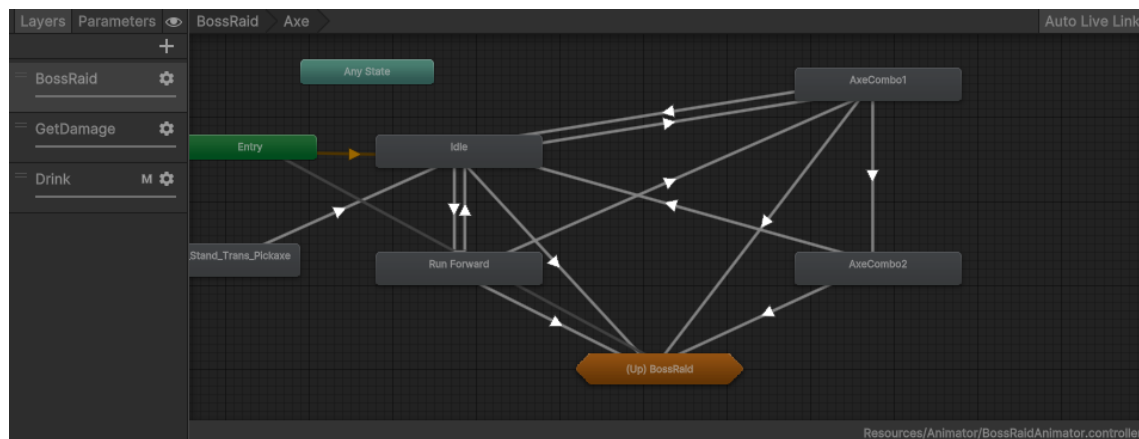 Layers Parameters BossRaid Axe Auto Live Link
BossRaid
GetDamage
Drink M
Any State
AxeCombo1
Entry
Idle
Stand_Trans_Pickaxe
Run Forward
AxeCombo2
(Up) BossRaid
Resources/Animator/BossRaidAnimator.controller